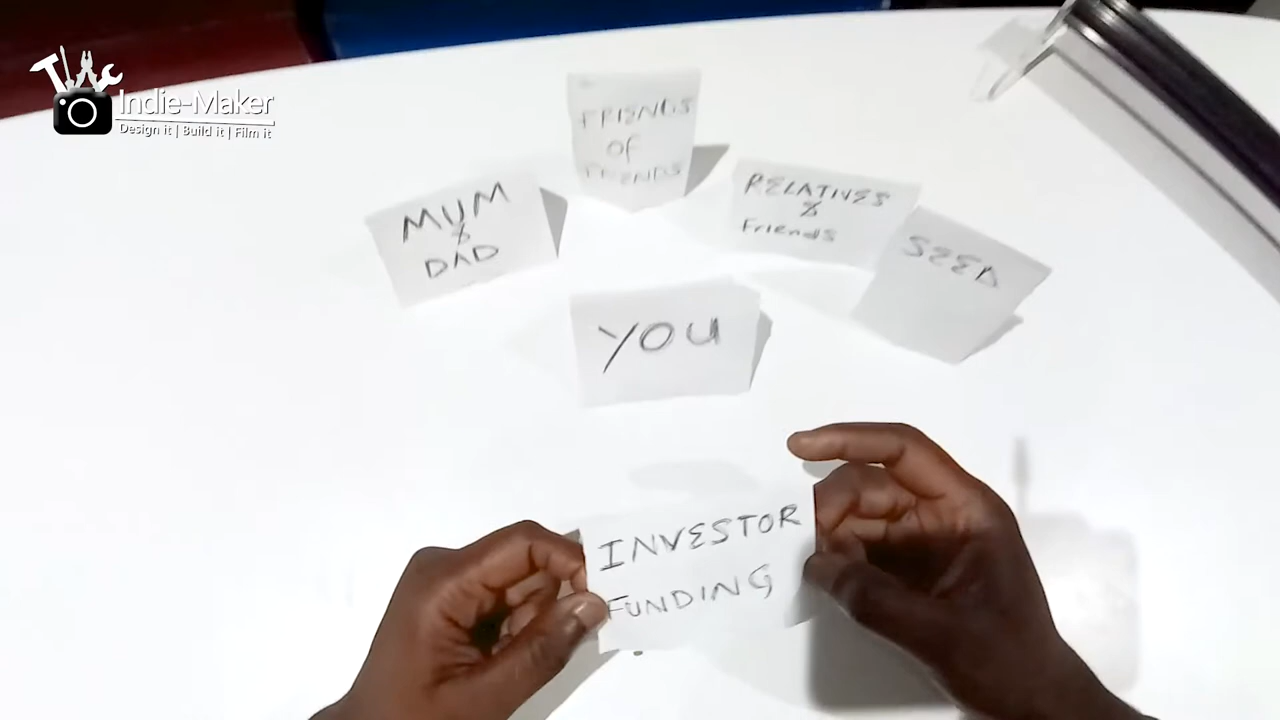 Indie-Maker
Design it | Build it | Film it
FRIENDS
OF
FRIENDS
MUM
&
DAD
RELATIVES
&
Friends
SEED
YOU
INVESTOR
FUNDING